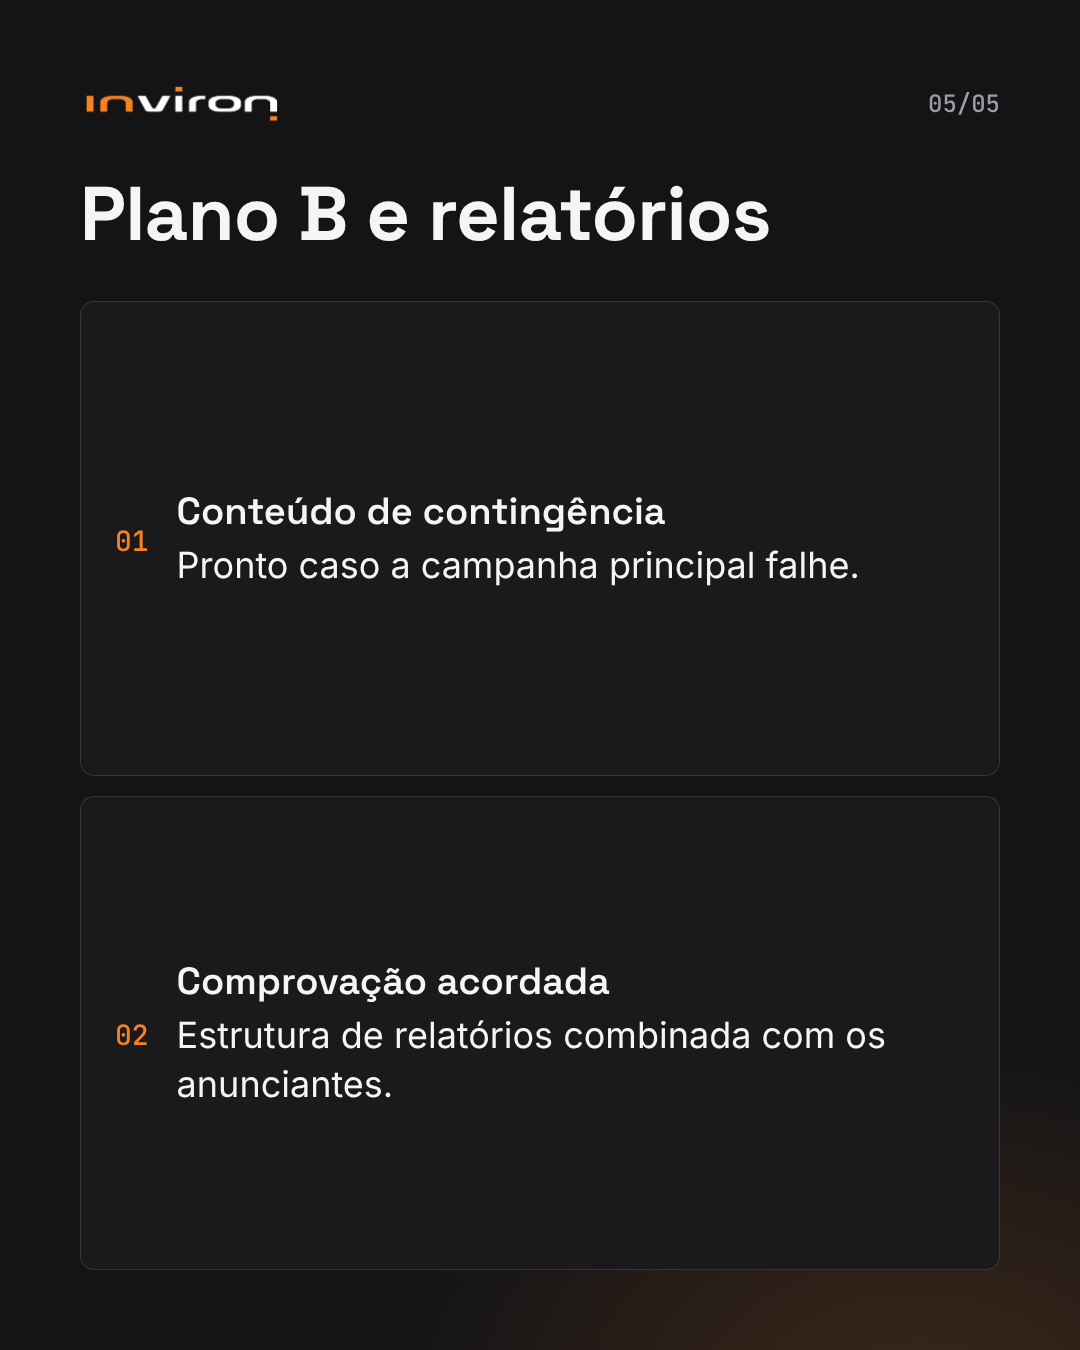 inviron
05/05
Plano B e relatórios
01
Conteúdo de contingência
Pronto caso a campanha principal falhe.
02
Comprovação acordada
Estrutura de relatórios combinada com os
anunciantes.